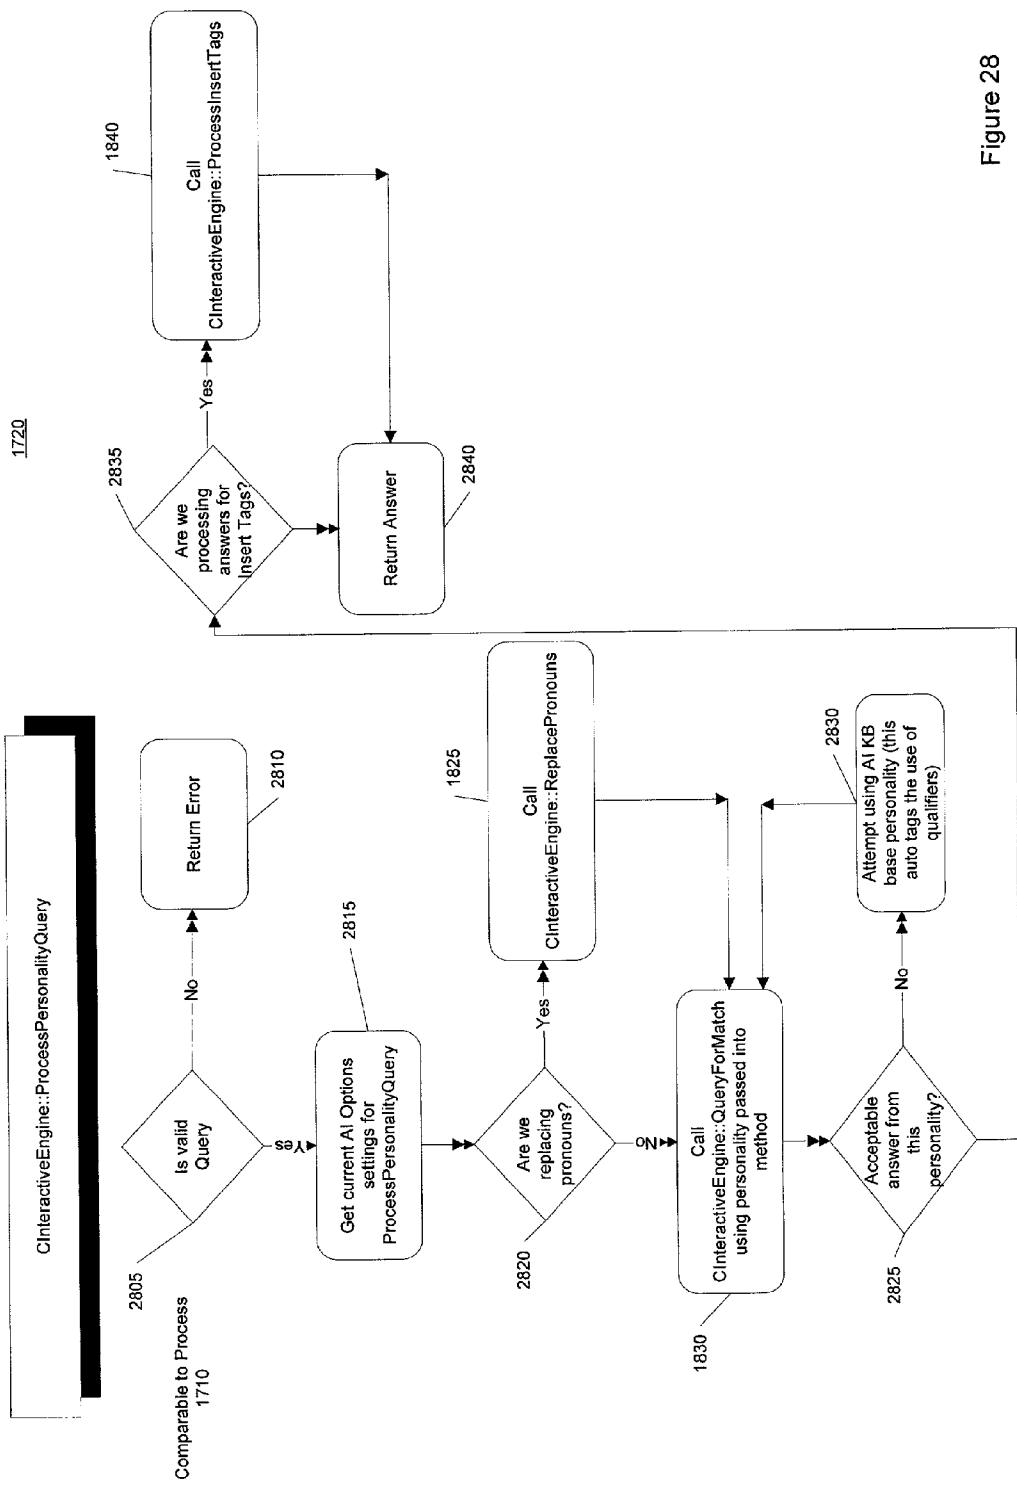 1720
CInteractiveEngine::ProcessPersonalityQuery
Comparable to Process
1710
2805
Is valid
Query
No
Return Error
2810
Yes
Get current AI Options
settings for
ProcessPersonalityQuery
2815
2820
Are we
replacing
pronouns?
Yes
Call
CInteractiveEngine::ReplacePronouns
1825
No
1830
Call
CInteractiveEngine::QueryForMatch
using personality passed into
method
2825
Acceptable
answer from
this
personality?
No
Attempt using AI KB
base personality (this
auto tags the use of
qualifiers)
2830
2835
Are we
processing
answers for
Insert Tags?
Yes
Call
CInteractiveEngine::ProcessInsertTags
1840
Return Answer
2840
Figure 28